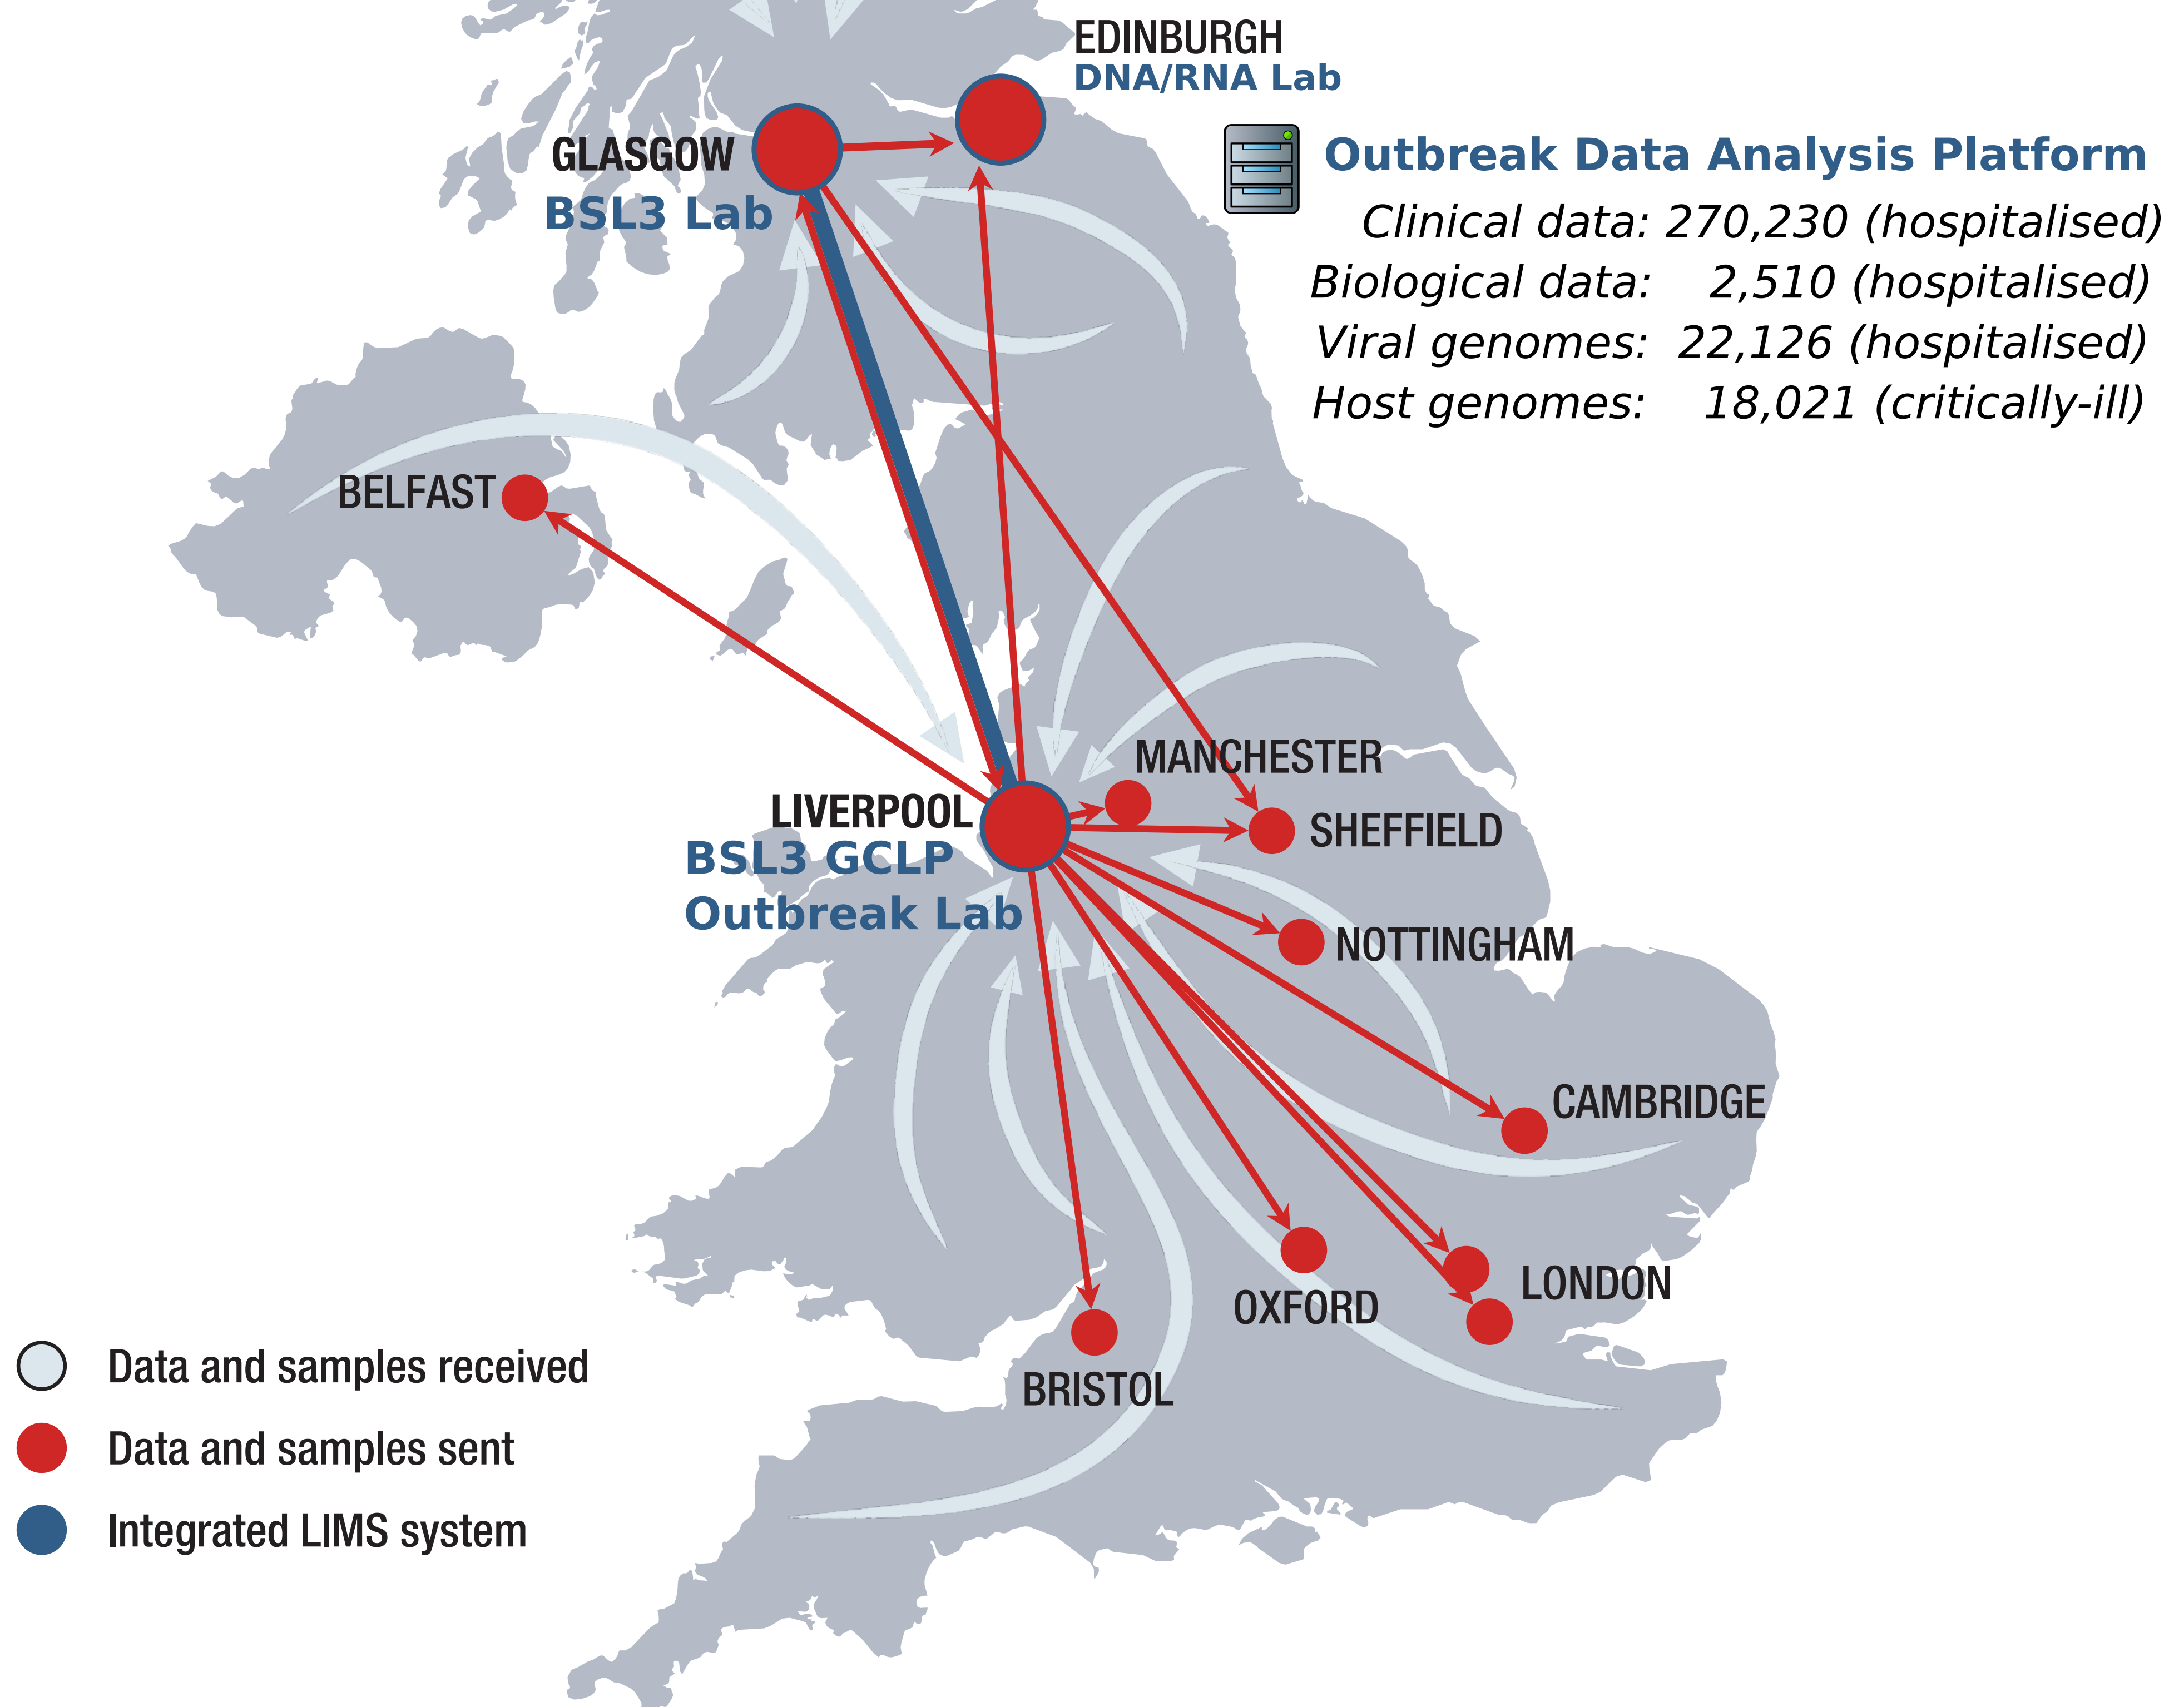 EDINBURGH
DNA/RNA Lab
GLASGOW
BSL3 Lab
Outbreak Data Analysis Platform
Clinical data: 270,230 (hospitalised)
Biological data: 2,510 (hospitalised)
Viral genomes: 22,126 (hospitalised)
Host genomes: 18,021 (critically-ill)
BELFAST
MANCHESTER
LIVERPOOL
BSL3 GCLP
Outbreak Lab
SHEFFIELD
NOTTINGHAM
CAMBRIDGE
LONDON
OXFORD
BRISTOL
Data and samples received
Data and samples sent
Integrated LIMS system